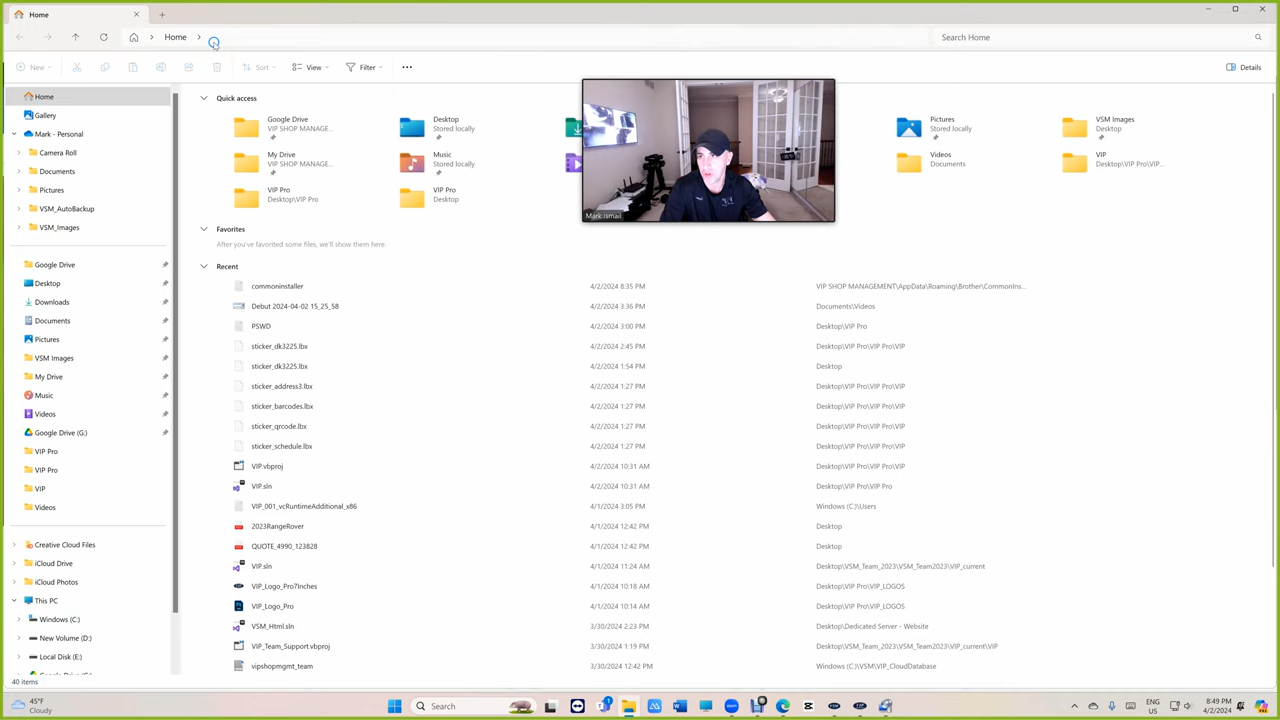 Home
Home
Search Home
New
Sort
View
Filter
Details
Home
Gallery
Mark - Personal
Camera Roll
Documents
Pictures
VSM_AutoBackup
VSM_Images
Google Drive
Desktop
Downloads
Documents
Pictures
VSM Images
My Drive
Music
Videos
Google Drive (G:)
VIP Pro
VIP Pro
VIP
Videos
Creative Cloud Files
iCloud Drive
iCloud Photos
This PC
Windows (C:)
New Volume (D:)
Local Disk (E:)
Quick access
Google Drive
VIP SHOP MANAGE...
Desktop
Stored locally
Pictures
Stored locally
VSM Images
Desktop
My Drive
VIP SHOP MANAGE...
Music
Stored locally
Videos
Documents
VIP
Desktop\VIP Pro\VIP...
VIP Pro
Desktop\VIP Pro
VIP Pro
Desktop
Mark Ismail
Favorites
After you've favorited some files, we'll show them here.
Recent
commoninstaller 4/2/2024 8:35 PM VIP SHOP MANAGEMENT\AppData\Roaming\Brother\CommonIns...
Debut 2024-04-02 15_25_58 4/2/2024 3:36 PM Documents\Videos
PSWD 4/2/2024 3:00 PM Desktop\VIP Pro
sticker_dk3225.lbx 4/2/2024 2:45 PM Desktop\VIP Pro\VIP Pro\VIP
sticker_dk3225.lbx 4/2/2024 1:54 PM Desktop
sticker_address3.lbx 4/2/2024 1:27 PM Desktop\VIP Pro\VIP Pro\VIP
sticker_barcodes.lbx 4/2/2024 1:27 PM Desktop\VIP Pro\VIP Pro\VIP
sticker_qrcode.lbx 4/2/2024 1:27 PM Desktop\VIP Pro\VIP Pro\VIP
sticker_schedule.lbx 4/2/2024 1:27 PM Desktop\VIP Pro\VIP Pro\VIP
VIP.vbproj 4/2/2024 10:31 AM Desktop\VIP Pro\VIP Pro\VIP
VIP.sln 4/2/2024 10:31 AM Desktop\VIP Pro\VIP Pro
VIP_001_vcRuntimeAdditional_x86 4/1/2024 3:05 PM Windows (C:)\Users
2023RangeRover 4/1/2024 12:42 PM Desktop
QUOTE_4990_123828 4/1/2024 12:42 PM Desktop
VIP.sln 4/1/2024 11:24 AM Desktop\VSM_Team2023\VSM_Team2023\VIP_current
VIP_Logo_Pro7Inches 4/1/2024 10:18 AM Desktop\VIP Pro\VIP_LOGOS
VIP_Logo_Pro 4/1/2024 10:14 AM Desktop\VIP Pro\VIP_LOGOS
VSM_Html.sln 3/30/2024 2:23 PM Desktop\Dedicated Server - Website
VIP_Team_Support.vbproj 3/30/2024 1:19 PM Desktop\VSM_Team_2023\VSM_Team2023\VIP_current\VIP
vipshopmgmt_team 3/30/2024 12:42 PM Windows (C:)\VSM\VIP_CloudDatabase
40 items
45°F
Cloudy
Search
ENG
US
8:49 PM
4/2/2024